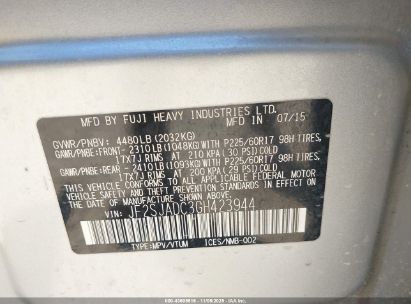 MFD BY FUJI HEAVY INDUSTRIES LTD. 07/15
GVWR/PNBV: 4480LB (2032KG)
GAWR/PNBE:FRONT- 2310LB(1048KG)WITH P225/60R17 98H TIRES,
17X7J RIMS AT 210 KPA( 30 PSI)COLD
GAWR/PNBE:REAR - 2410LB(1093KG)WITH P225/60R17 98H TIRES,
17X7J RIMS AT 200 KPA( 29 PSI)COLD
THIS VEHICLE CONFORMS TO ALL APPLICABLE FEDERAL MOTOR
VEHICLE SAFETY AND THEFT PREVENTION STANDARDS IN EFFECT
ON THE DATE OF MANUFACTURE SHOWN ABOVE.
VIN: JF2SJADC3GH423944
TYPE:MPV/VTUM ICES/NMB-002